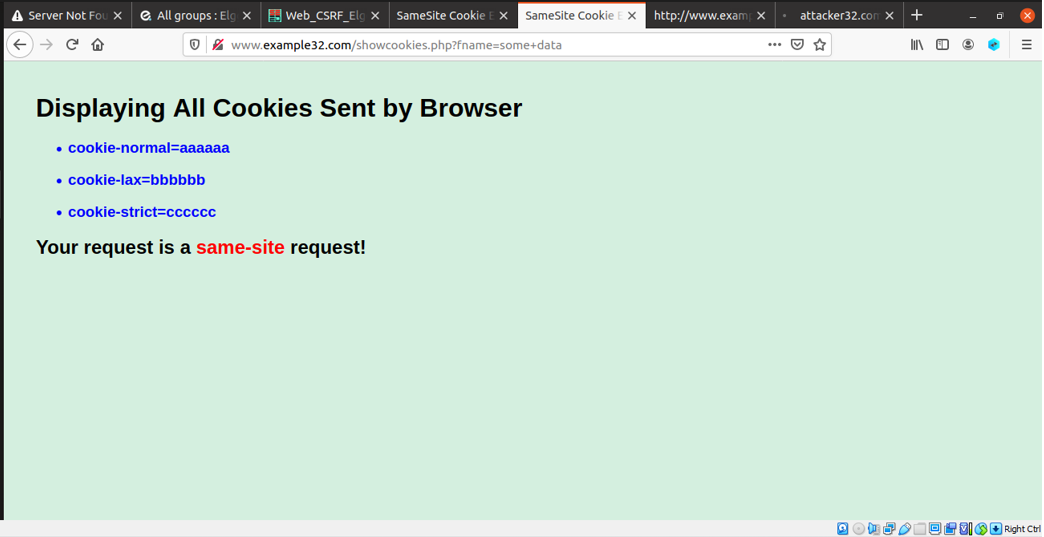 Server Not Fou
All groups : Elg
Web_CSRF_Elg
SameSite Cookie E
SameSite Cookie E
http://www.exam
attacker32.com
www.example32.com/showcookies.php?fname=some+data
Displaying All Cookies Sent by Browser
• cookie-normal=aaaaaa
• cookie-lax=bbbbbb
• cookie-strict=cccccc
Your request is a same-site request!
Right Ctrl